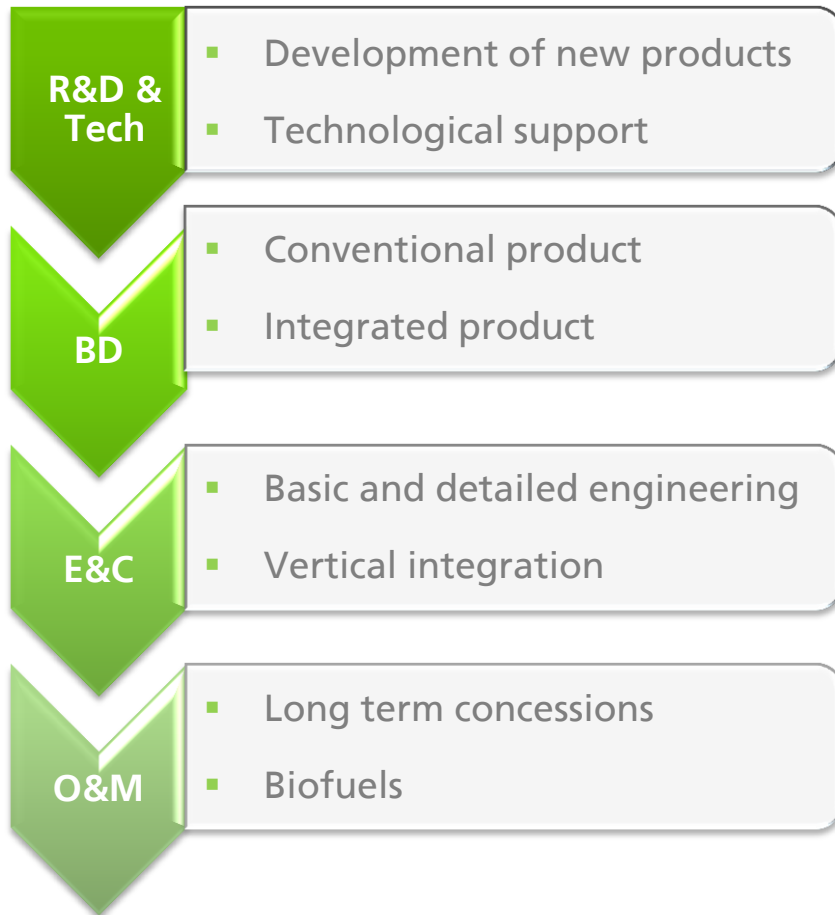 R&D &
Tech
▪ Development of new products
▪ Technological support
BD
▪ Conventional product
▪ Integrated product
E&C
▪ Basic and detailed engineering
▪ Vertical integration
O&M
▪ Long term concessions
▪ Biofuels